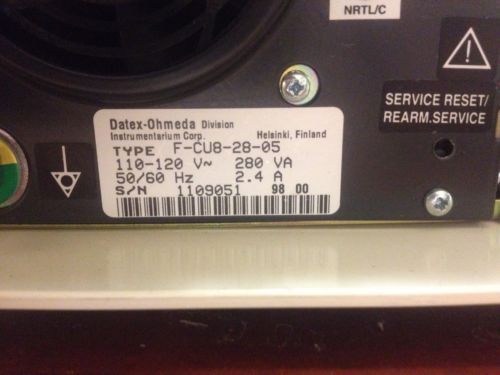 NRTL/C
SERVICE RESET/
REARM.SERVICE
Datex-Ohmeda Division
Instrumentarium Corp. Helsinki, Finland
TYPE F-CU8-28-05
110-120 V~ 280 VA
50/60 Hz 2.4 A
S/N 1109051 98 00